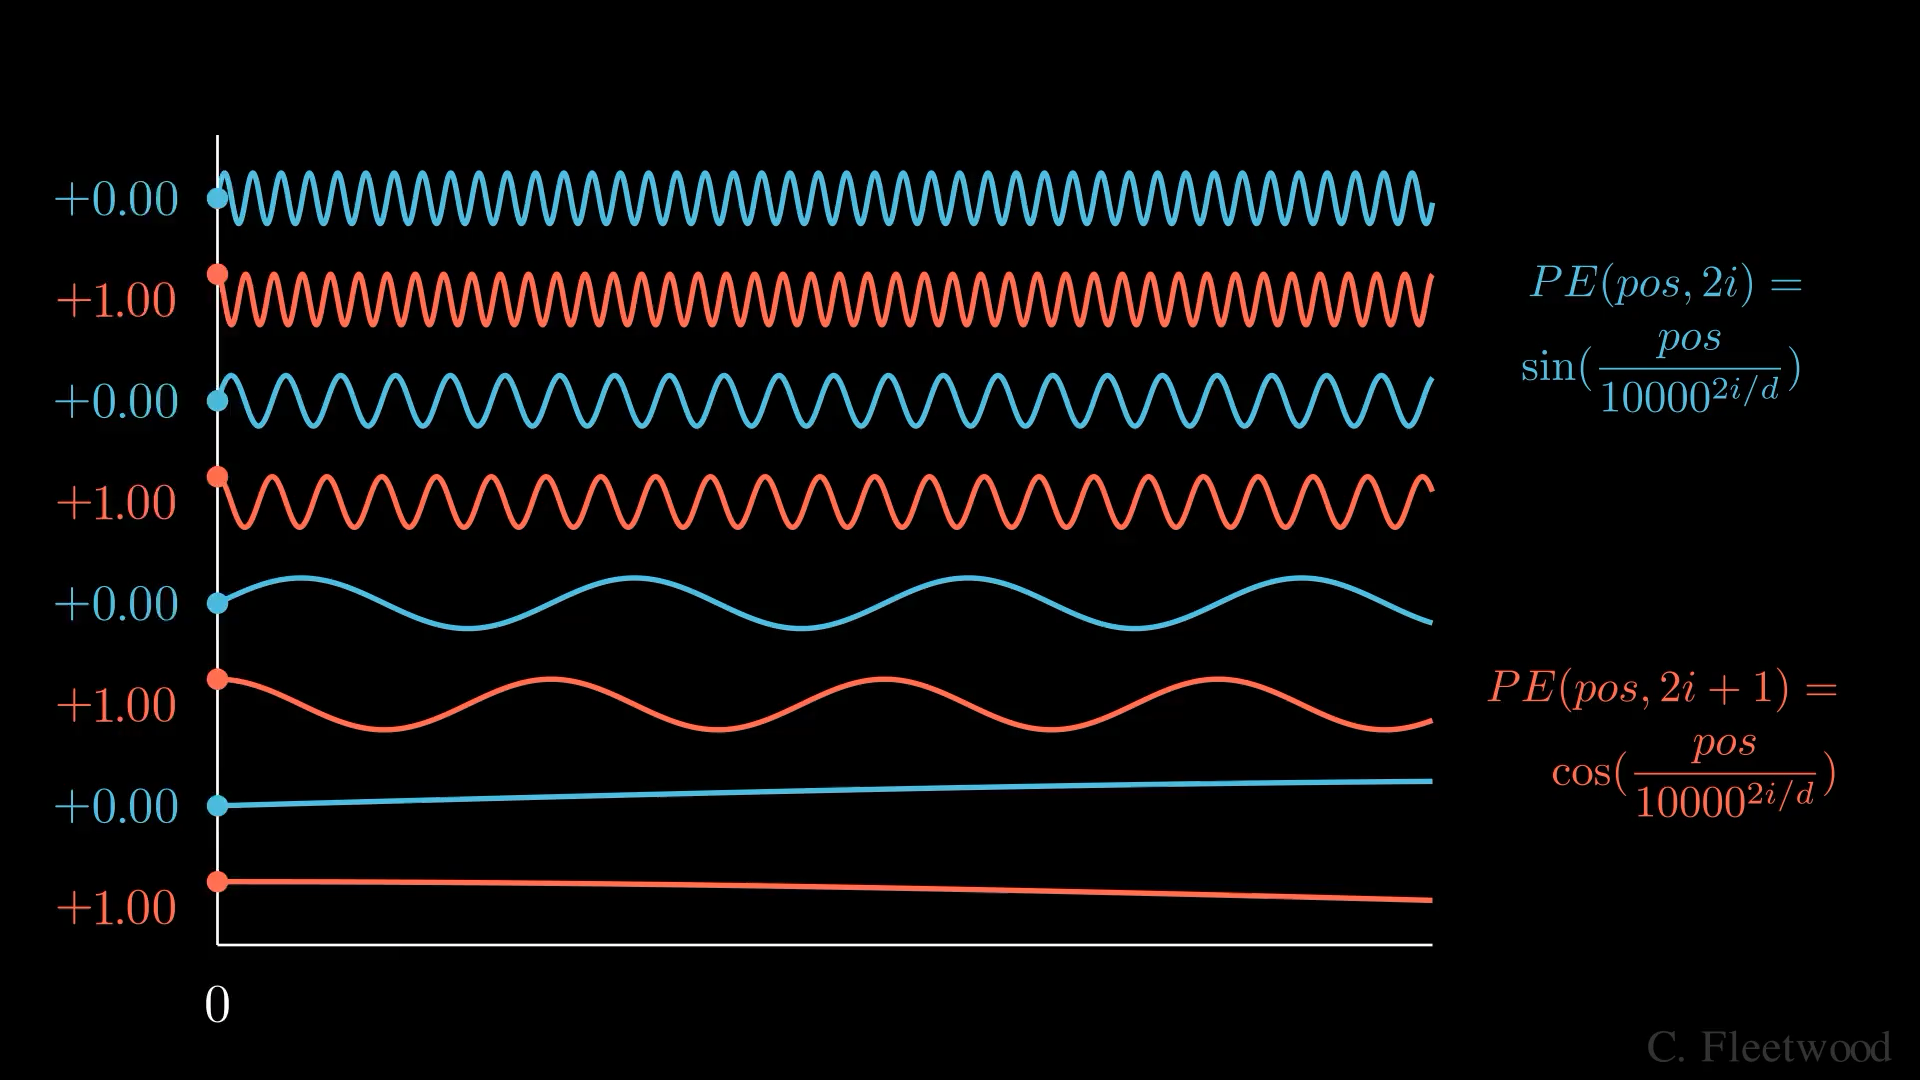 +0.00
+1.00
+0.00
+1.00
+0.00
+1.00
+0.00
+1.00
0
PE(pos, 2i) =
sin(pos/10000^{2i/d})
PE(pos, 2i + 1) =
cos(pos/10000^{2i/d})
C. Fleetwood